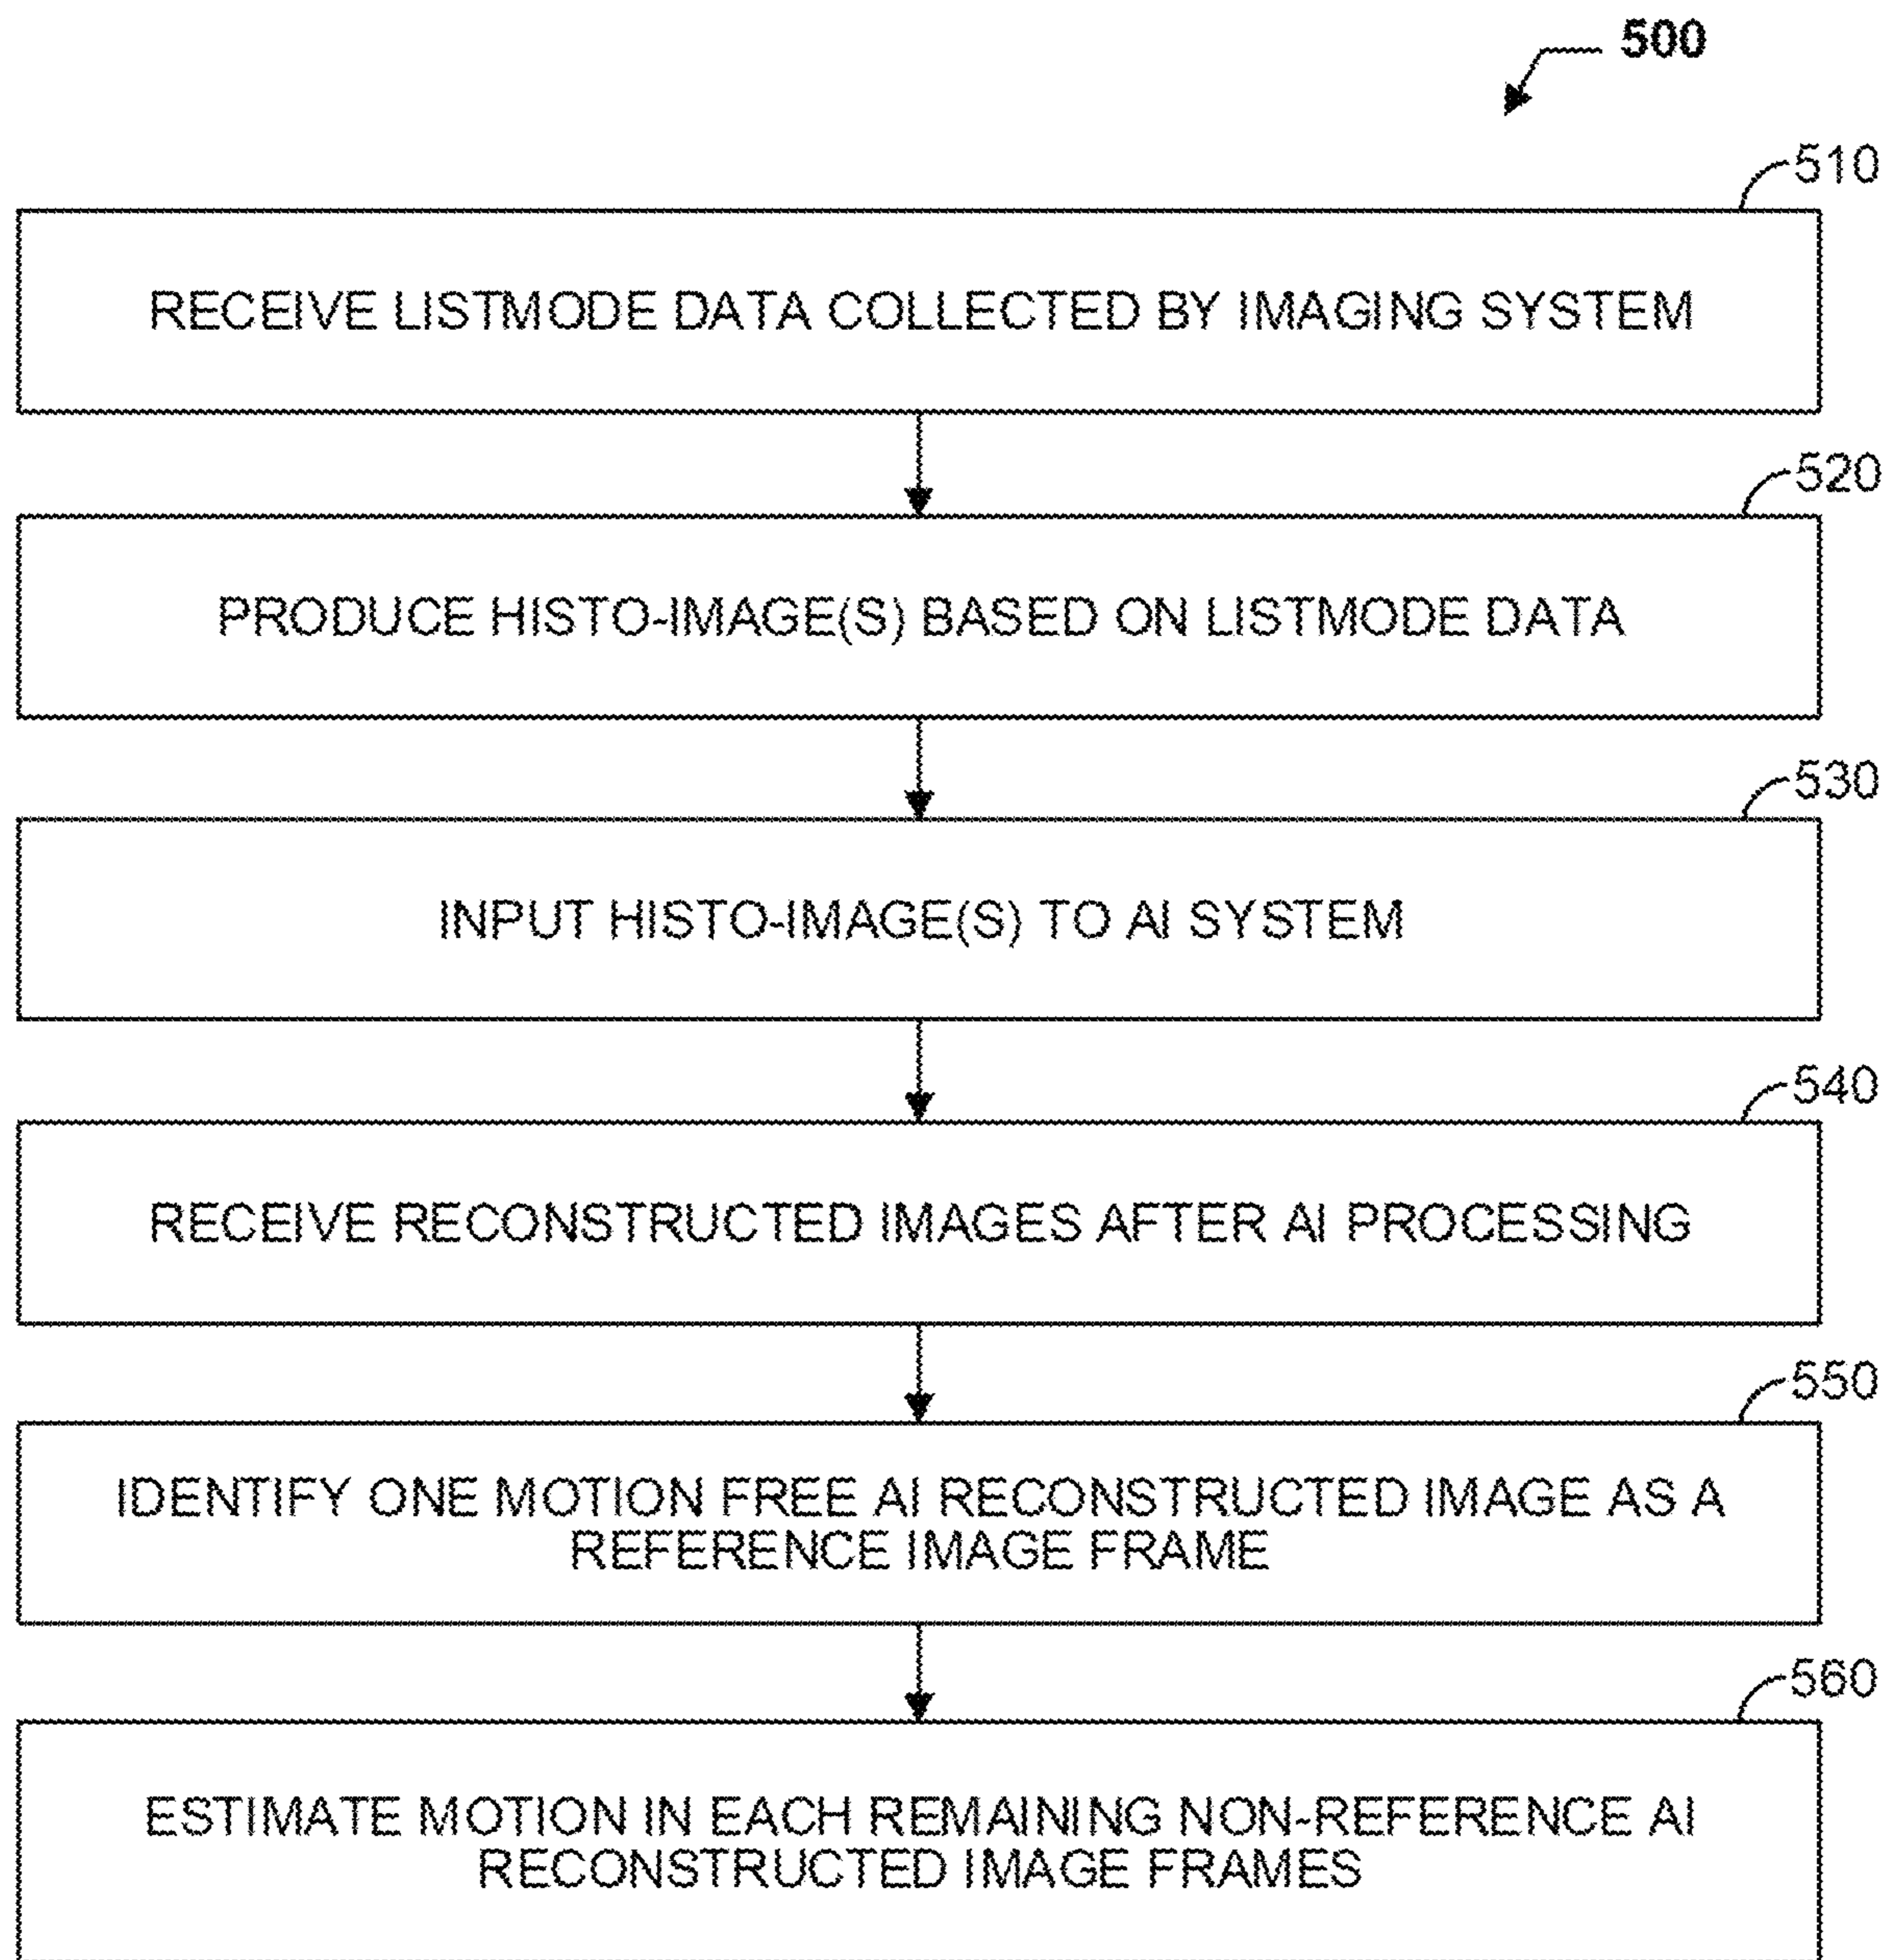 500
510
RECEIVE LISTMODE DATA COLLECTED BY IMAGING SYSTEM
520
PRODUCE HISTO-IMAGE(S) BASED ON LISTMODE DATA
530
INPUT HISTO-IMAGE(S) TO AI SYSTEM
540
RECEIVE RECONSTRUCTED IMAGES AFTER AI PROCESSING
550
IDENTIFY ONE MOTION FREE AI RECONSTRUCTED IMAGE AS A
REFERENCE IMAGE FRAME
560
ESTIMATE MOTION IN EACH REMAINING NON-REFERENCE AI
RECONSTRUCTED IMAGE FRAMES